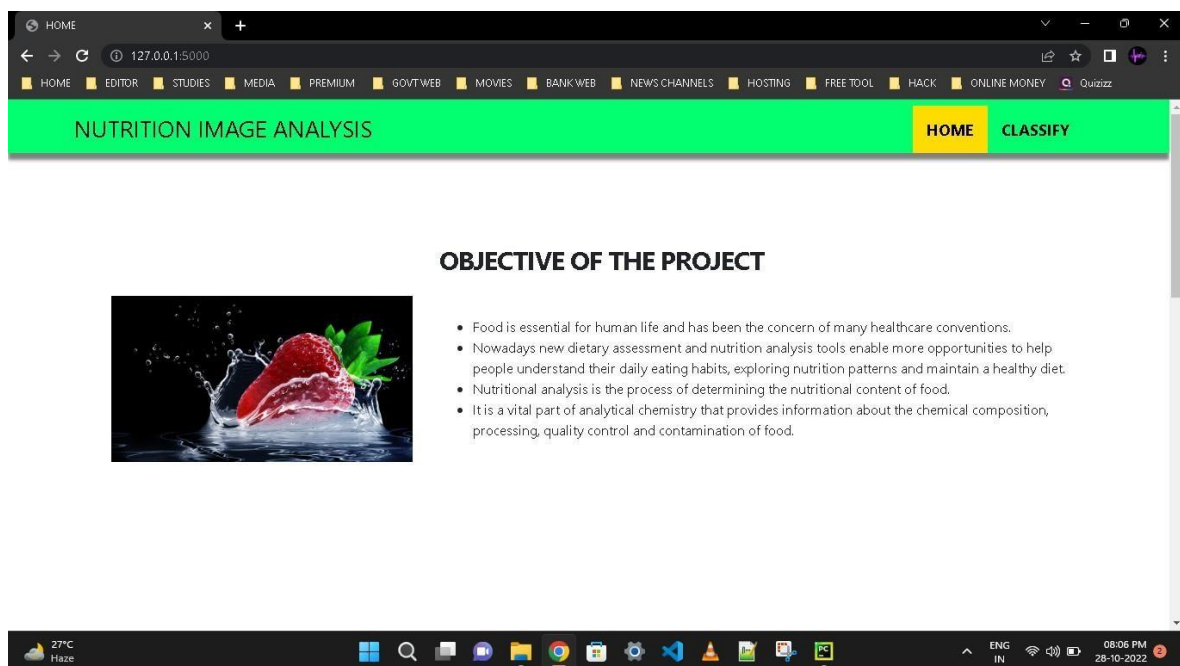 HOME
127.0.0.1:5000
HOME EDITOR STUDIES MEDIA PREMIUM GOVT WEB MOVIES BANK WEB NEWS CHANNELS HOSTING FREE TOOL HACK ONLINE MONEY Q Quizizz
NUTRITION IMAGE ANALYSIS HOME CLASSIFY
OBJECTIVE OF THE PROJECT
• Food is essential for human life and has been the concern of many healthcare conventions.
• Nowadays new dietary assessment and nutrition analysis tools enable more opportunities to help
people understand their daily eating habits, exploring nutrition patterns and maintain a healthy diet.
• Nutritional analysis is the process of determining the nutritional content of food.
• It is a vital part of analytical chemistry that provides information about the chemical composition,
processing, quality control and contamination of food.
27°C
Haze
PC
ENG
IN
08:06 PM
28-10-2022
2